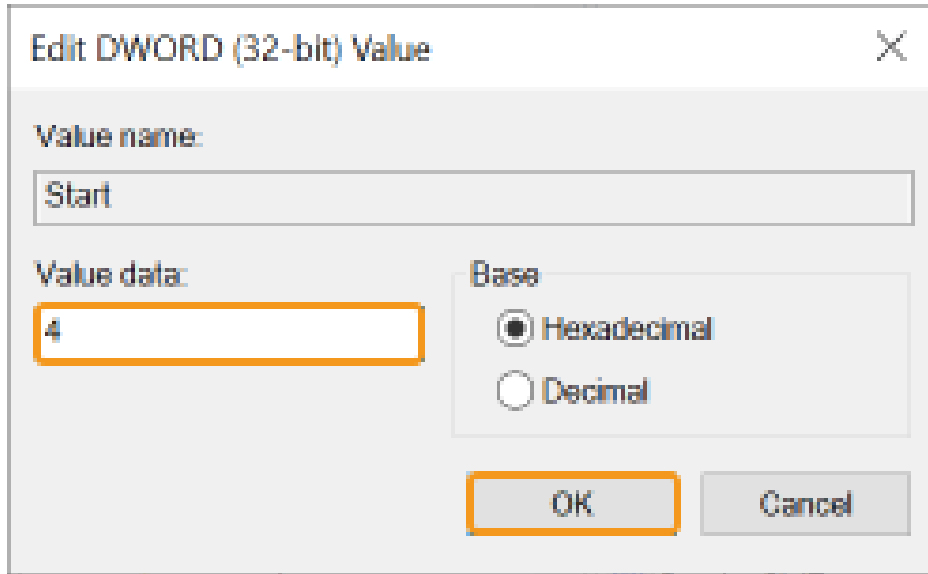 Edit DWORD (32-bit) Value
Value name:
Start
Value data:
4
Base
Hexadecimal
Decimal
OK
Cancel